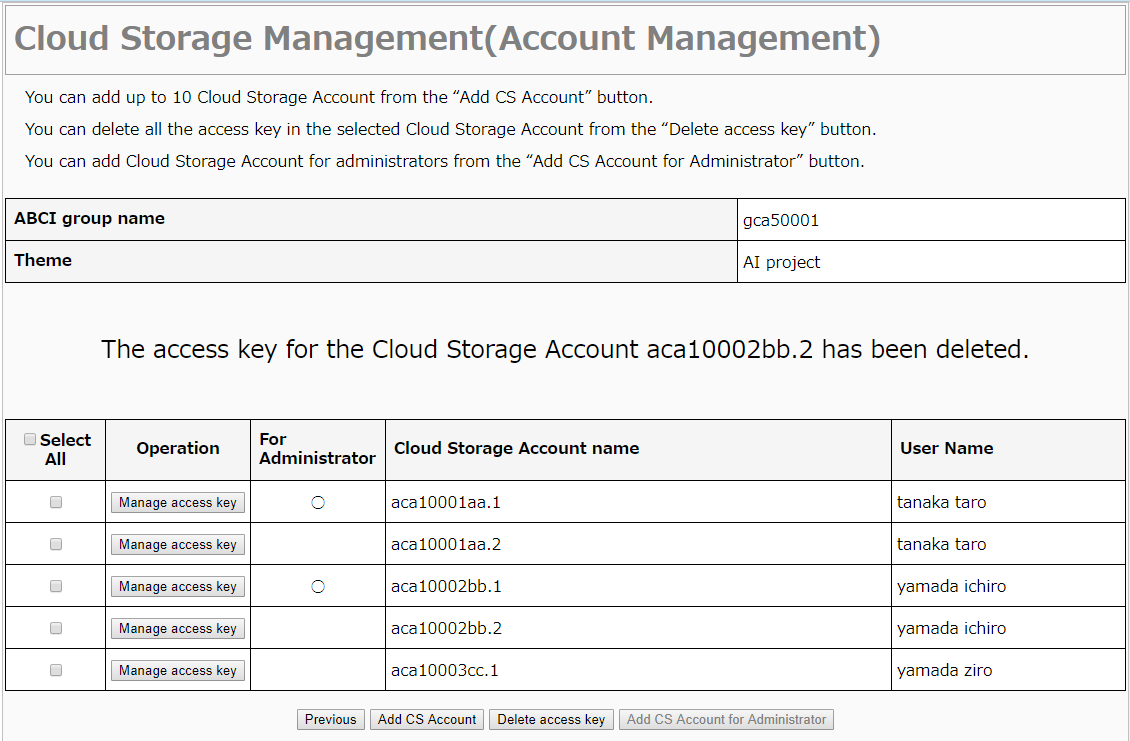 Cloud Storage Management(Account Management)
You can add up to 10 Cloud Storage Account from the “Add CS Account” button.
You can delete all the access key in the selected Cloud Storage Account from the “Delete access key” button.
You can add Cloud Storage Account for administrators from the “Add CS Account for Administrator” button.
ABCI group name gca50001
Theme AI project
The access key for the Cloud Storage Account aca10002bb.2 has been deleted.
Select All Operation For Administrator Cloud Storage Account name User Name
Manage access key ○ aca10001aa.1 tanaka taro
Manage access key aca10001aa.2 tanaka taro
Manage access key ○ aca10002bb.1 yamada ichiro
Manage access key aca10002bb.2 yamada ichiro
Manage access key aca10003cc.1 yamada ziro
Previous Add CS Account Delete access key Add CS Account for Administrator